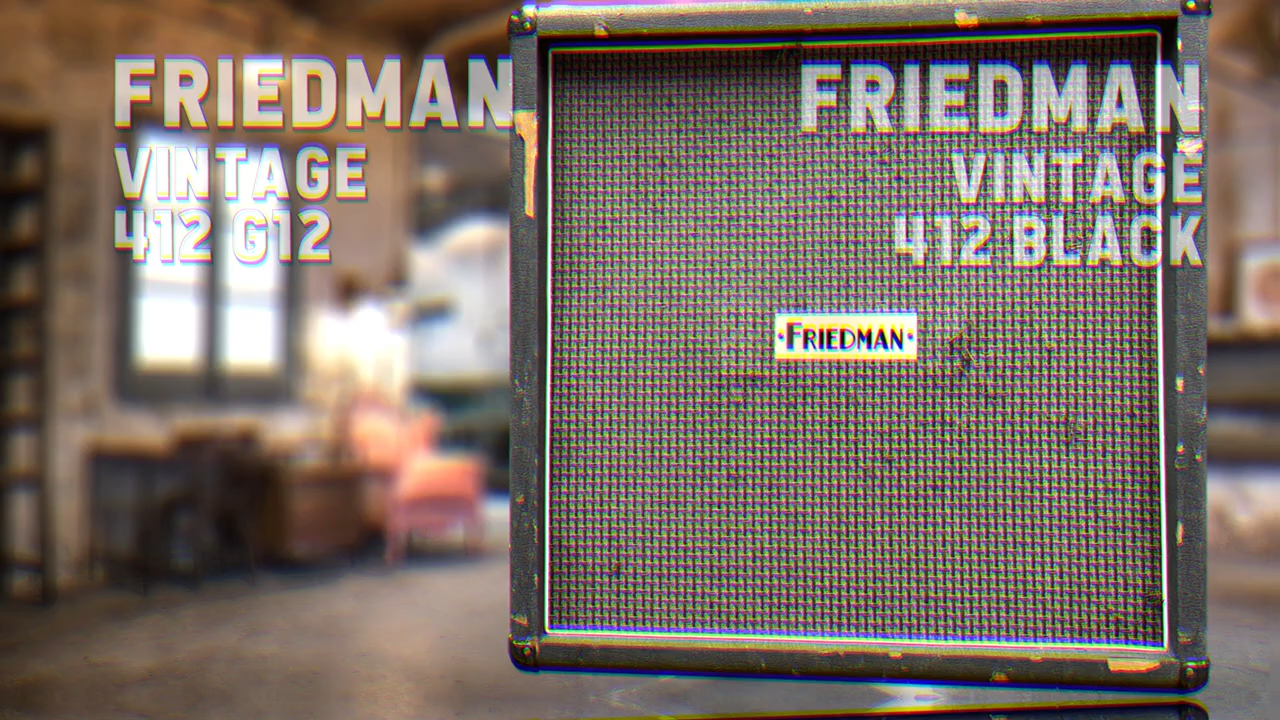 FRIEDMAN
VINTAGE
412 G12
FRIEDMAN
VINTAGE
412 BLACK
·FRIEDMAN·